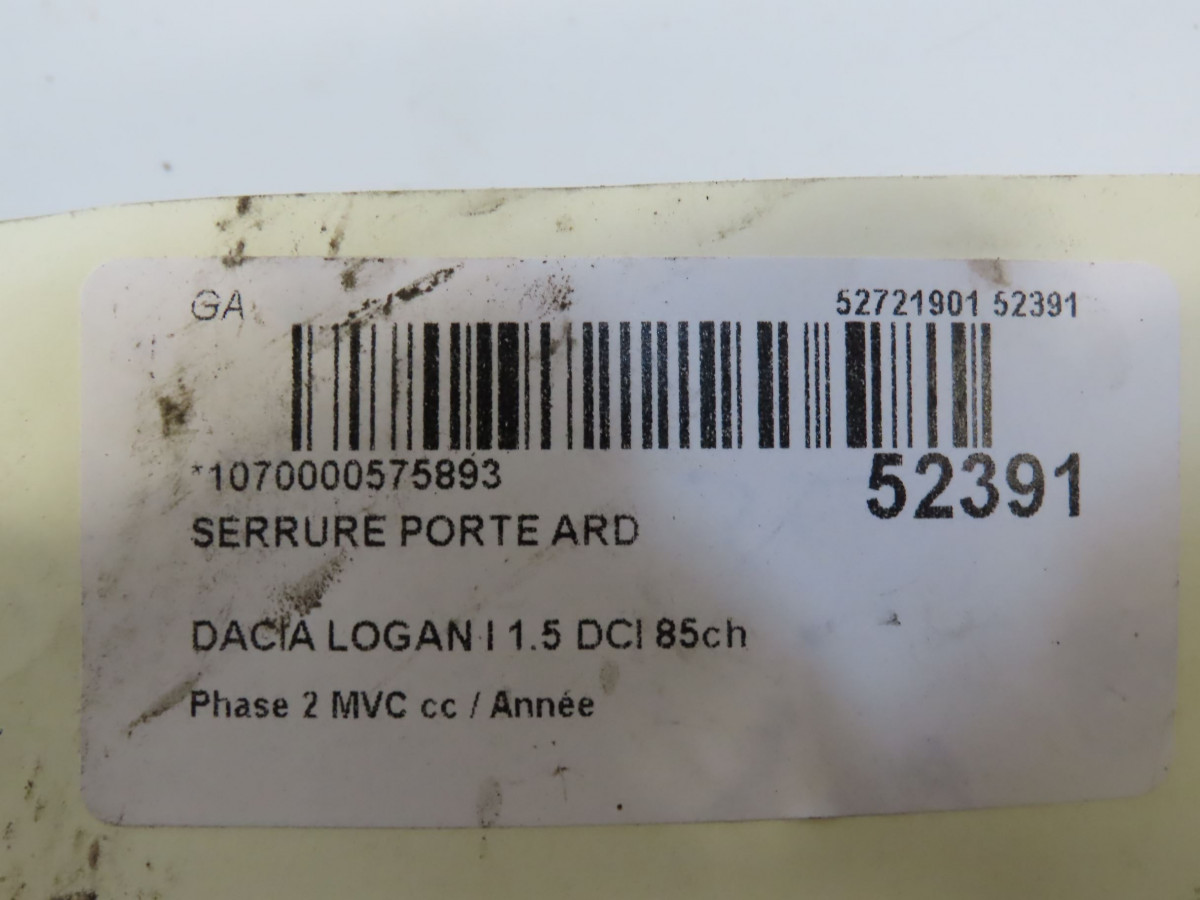 GA 52721901 52391
*1070000575893 52391
SERRURE PORTE ARD
DACIA LOGAN I 1.5 DCI 85ch
Phase 2 MVC cc / Année